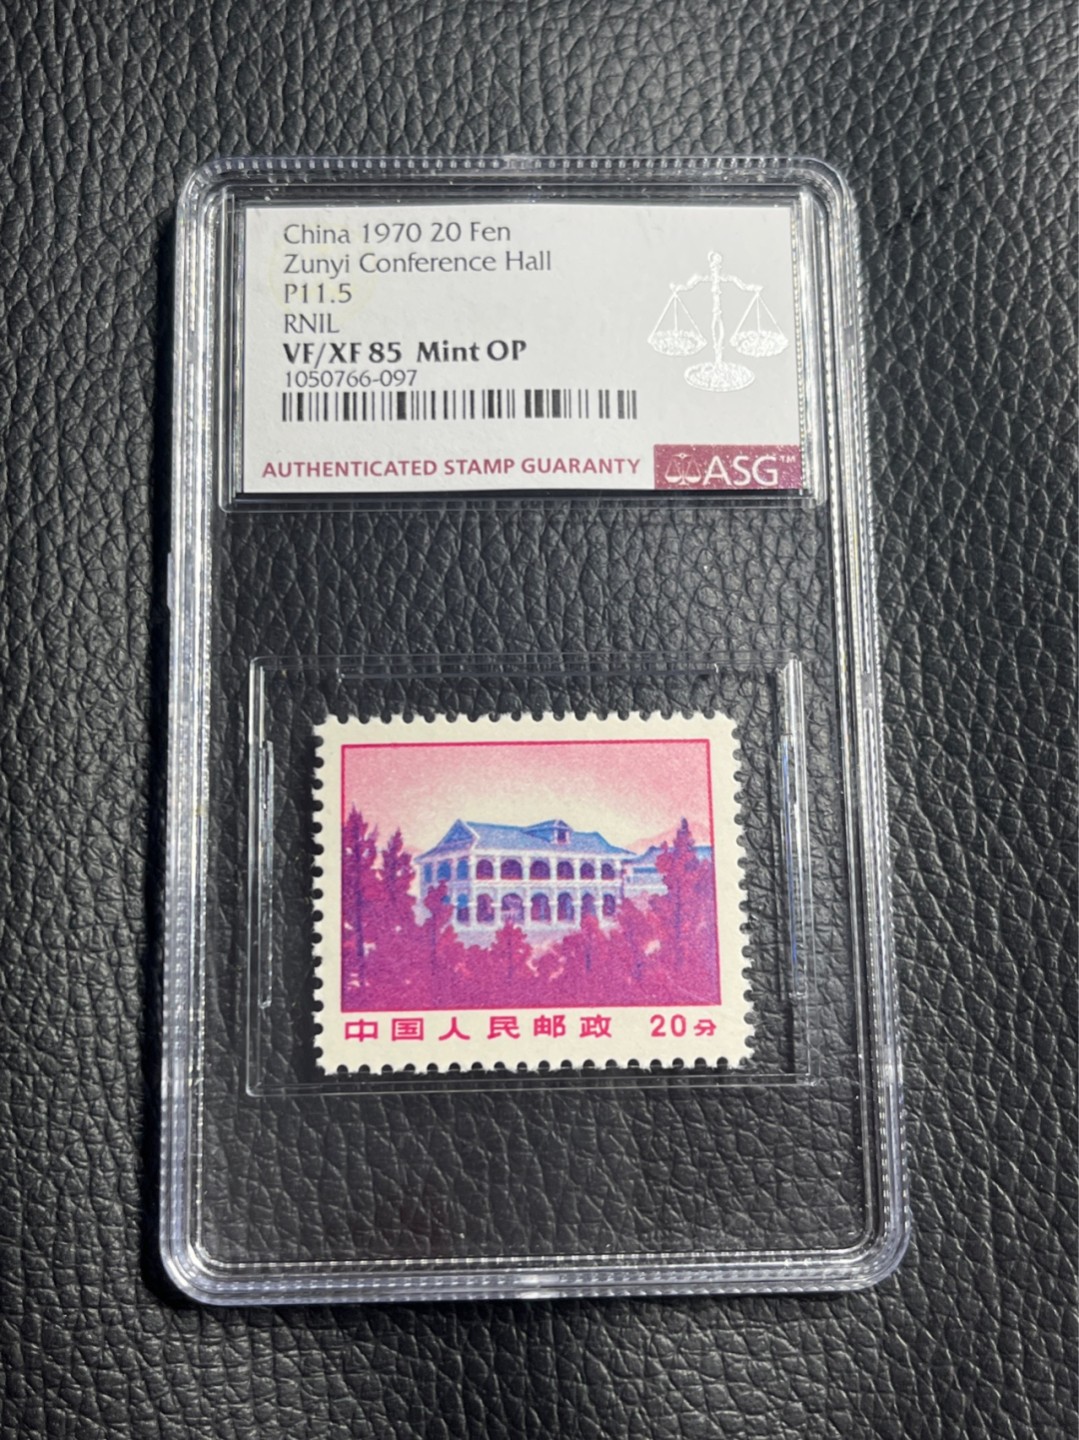 China 1970 20 Fen
Zunyi Conference Hall
P11.5
RNIL
VF/XF 85 Mint OP
1050766-097
AUTHENTICATED STAMP GUARANTY
ASG™
中国人民邮政 20分